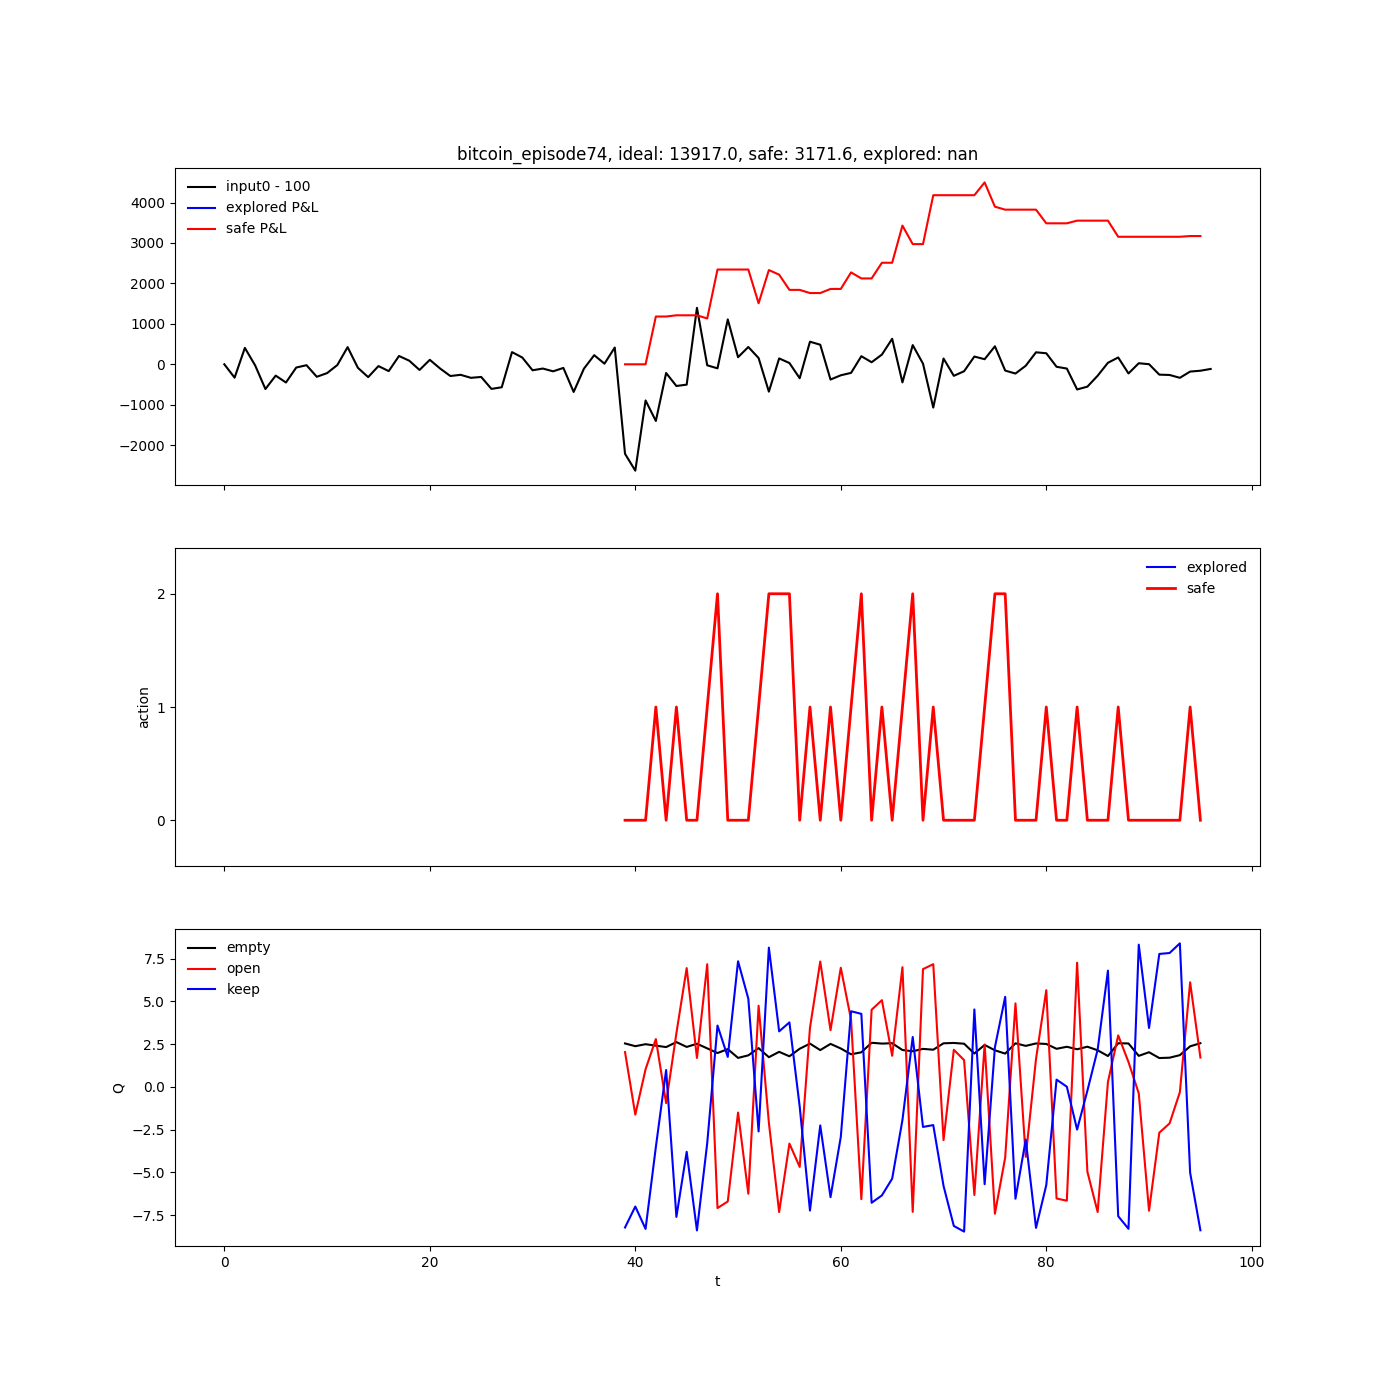 bitcoin_episode74, ideal: 13917.0, safe: 3171.6, explored: nan
input0 - 100
explored P&L
safe P&L
4000
3000
2000
1000
0
−1000
−2000
explored
safe
2
1
0
action
empty
open
keep
7.5
5.0
2.5
0.0
−2.5
−5.0
−7.5
Q
0 20 40 60 80 100
t